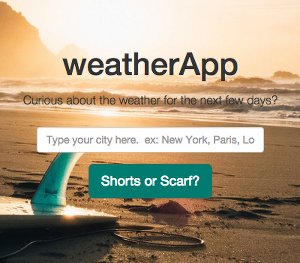 weatherApp
Curious about the weather for the next few days?
Type your city here.  ex: New York, Paris, Lo
Shorts or Scarf?